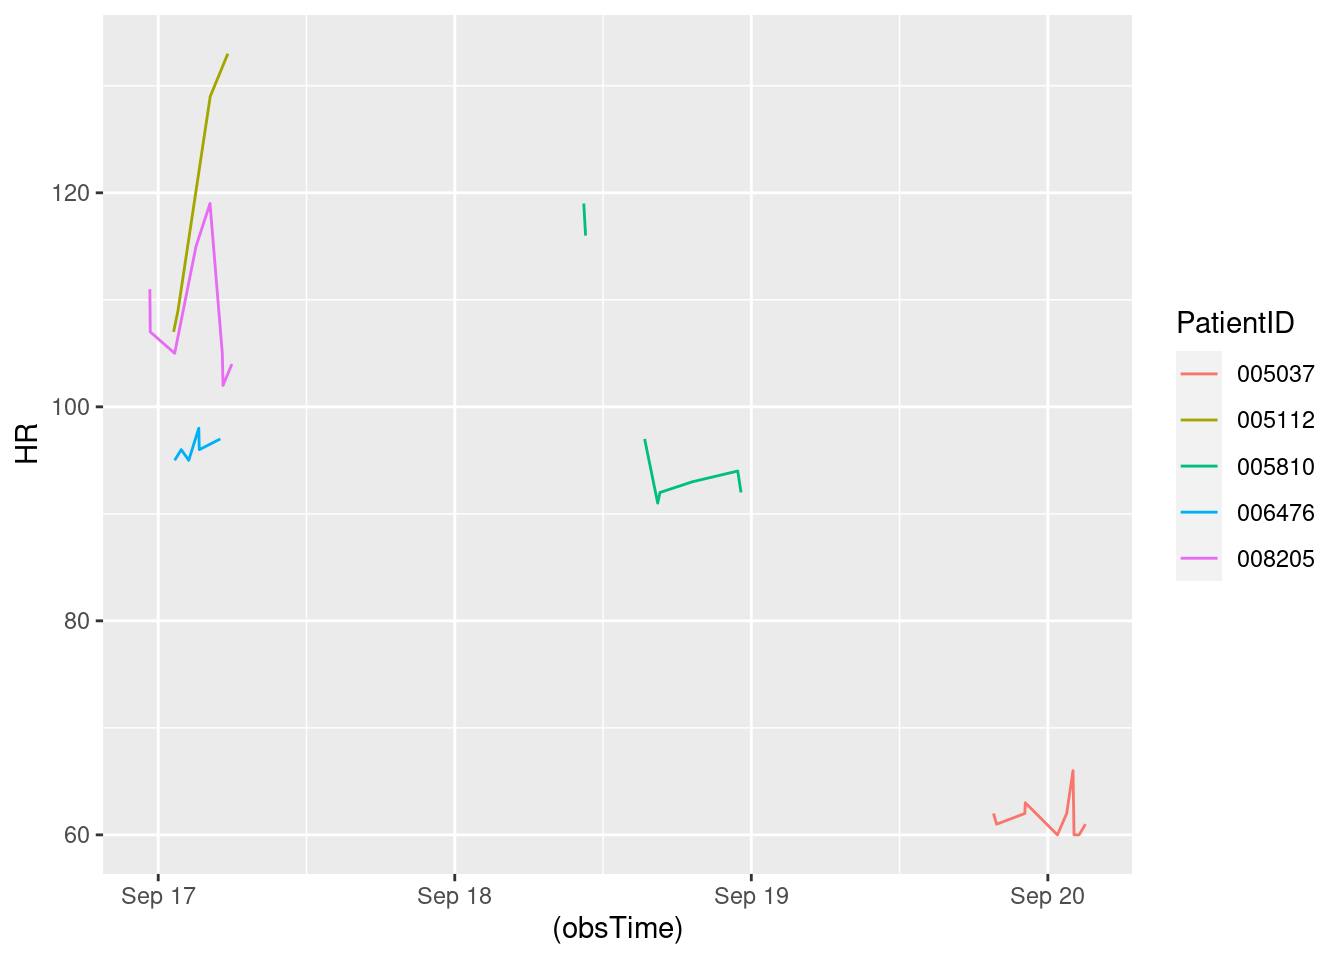 120
100
80
60
HR
Sep 17
Sep 18
Sep 19
Sep 20
(obsTime)
PatientID
005037
005112
005810
006476
008205